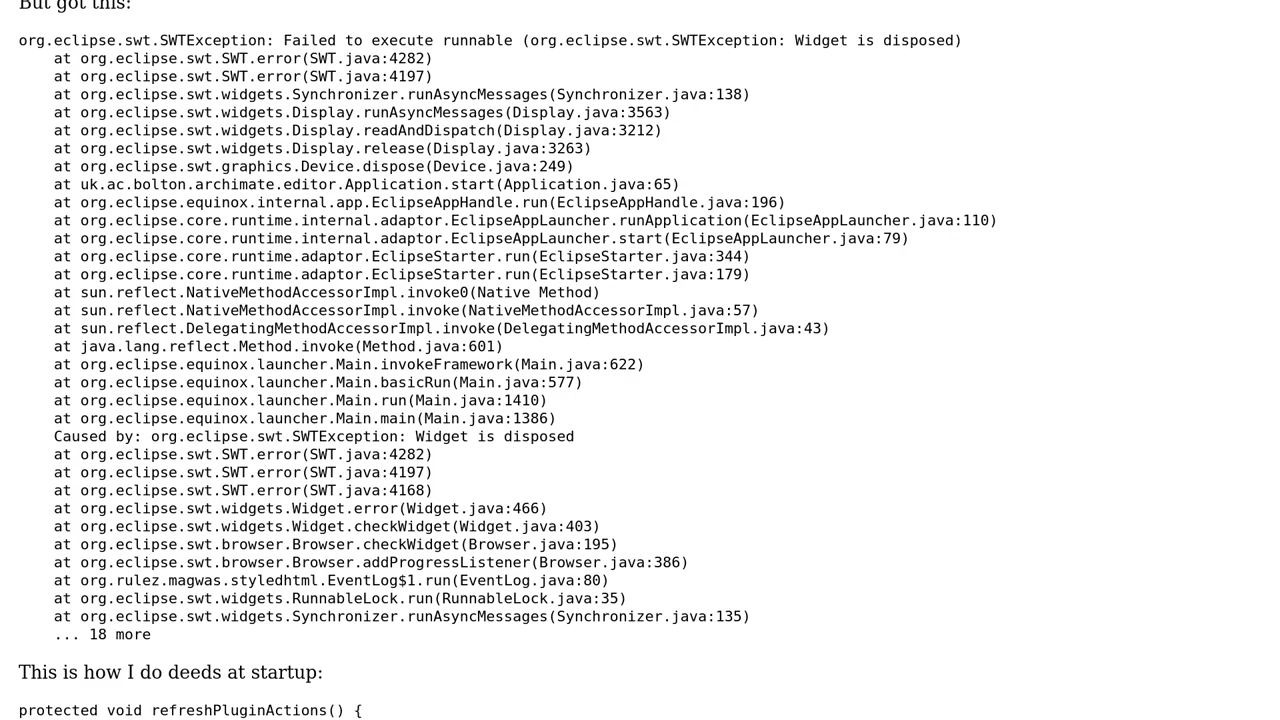 But got this:
org.eclipse.swt.SWTException: Failed to execute runnable (org.eclipse.swt.SWTException: Widget is disposed)
at org.eclipse.swt.SWT.error(SWT.java:4282)
at org.eclipse.swt.SWT.error(SWT.java:4197)
at org.eclipse.swt.widgets.Synchronizer.runAsyncMessages(Synchronizer.java:138)
at org.eclipse.swt.widgets.Display.runAsyncMessages(Display.java:3563)
at org.eclipse.swt.widgets.Display.readAndDispatch(Display.java:3212)
at org.eclipse.swt.widgets.Display.release(Display.java:3263)
at org.eclipse.swt.graphics.Device.dispose(Device.java:249)
at uk.ac.bolton.archimate.editor.Application.start(Application.java:65)
at org.eclipse.equinox.internal.app.EclipseAppHandle.run(EclipseAppHandle.java:196)
at org.eclipse.core.runtime.internal.adaptor.EclipseAppLauncher.runApplication(EclipseAppLauncher.java:110)
at org.eclipse.core.runtime.internal.adaptor.EclipseAppLauncher.start(EclipseAppLauncher.java:79)
at org.eclipse.core.runtime.adaptor.EclipseStarter.run(EclipseStarter.java:344)
at org.eclipse.core.runtime.adaptor.EclipseStarter.run(EclipseStarter.java:179)
at sun.reflect.NativeMethodAccessorImpl.invoke0(Native Method)
at sun.reflect.NativeMethodAccessorImpl.invoke(NativeMethodAccessorImpl.java:57)
at sun.reflect.DelegatingMethodAccessorImpl.invoke(DelegatingMethodAccessorImpl.java:43)
at java.lang.reflect.Method.invoke(Method.java:601)
at org.eclipse.equinox.launcher.Main.invokeFramework(Main.java:622)
at org.eclipse.equinox.launcher.Main.basicRun(Main.java:577)
at org.eclipse.equinox.launcher.Main.run(Main.java:1410)
at org.eclipse.equinox.launcher.Main.main(Main.java:1386)
Caused by: org.eclipse.swt.SWTException: Widget is disposed
at org.eclipse.swt.SWT.error(SWT.java:4282)
at org.eclipse.swt.SWT.error(SWT.java:4197)
at org.eclipse.swt.SWT.error(SWT.java:4168)
at org.eclipse.swt.widgets.Widget.error(Widget.java:466)
at org.eclipse.swt.widgets.Widget.checkWidget(Widget.java:403)
at org.eclipse.swt.browser.Browser.checkWidget(Browser.java:195)
at org.eclipse.swt.browser.Browser.addProgressListener(Browser.java:386)
at org.rulez.magwas.styledhtml.EventLog$1.run(EventLog.java:80)
at org.eclipse.swt.widgets.RunnableLock.run(RunnableLock.java:35)
at org.eclipse.swt.widgets.Synchronizer.runAsyncMessages(Synchronizer.java:135)
... 18 more
This is how I do deeds at startup:
protected void refreshPluginActions() {